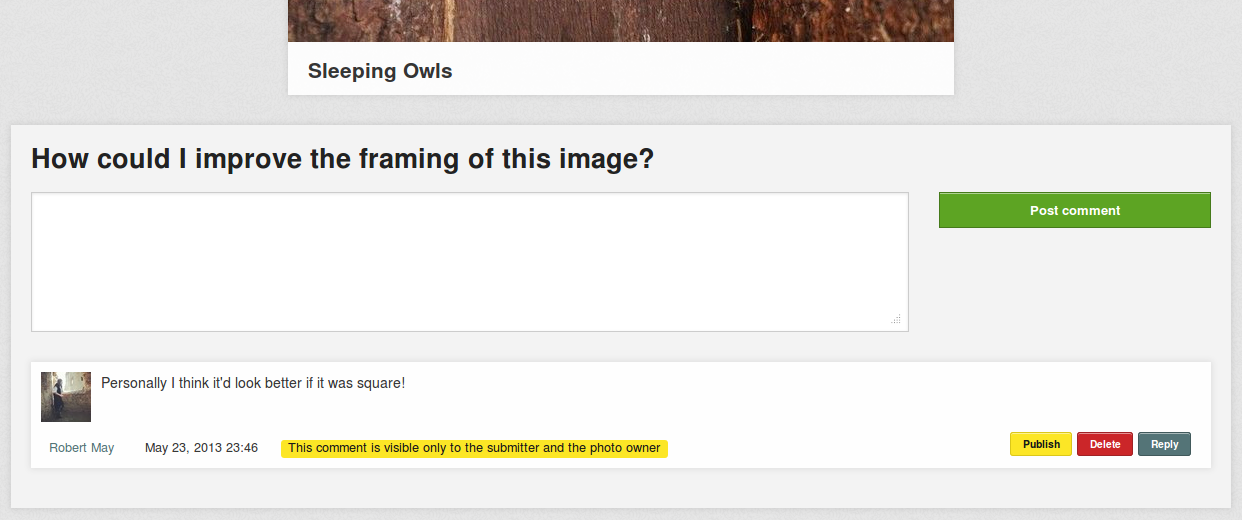 Sleeping Owls
How could I improve the framing of this image?
Post comment
Personally I think it'd look better if it was square!
Robert May May 23, 2013 23:46 This comment is visible only to the submitter and the photo owner Publish Delete Reply